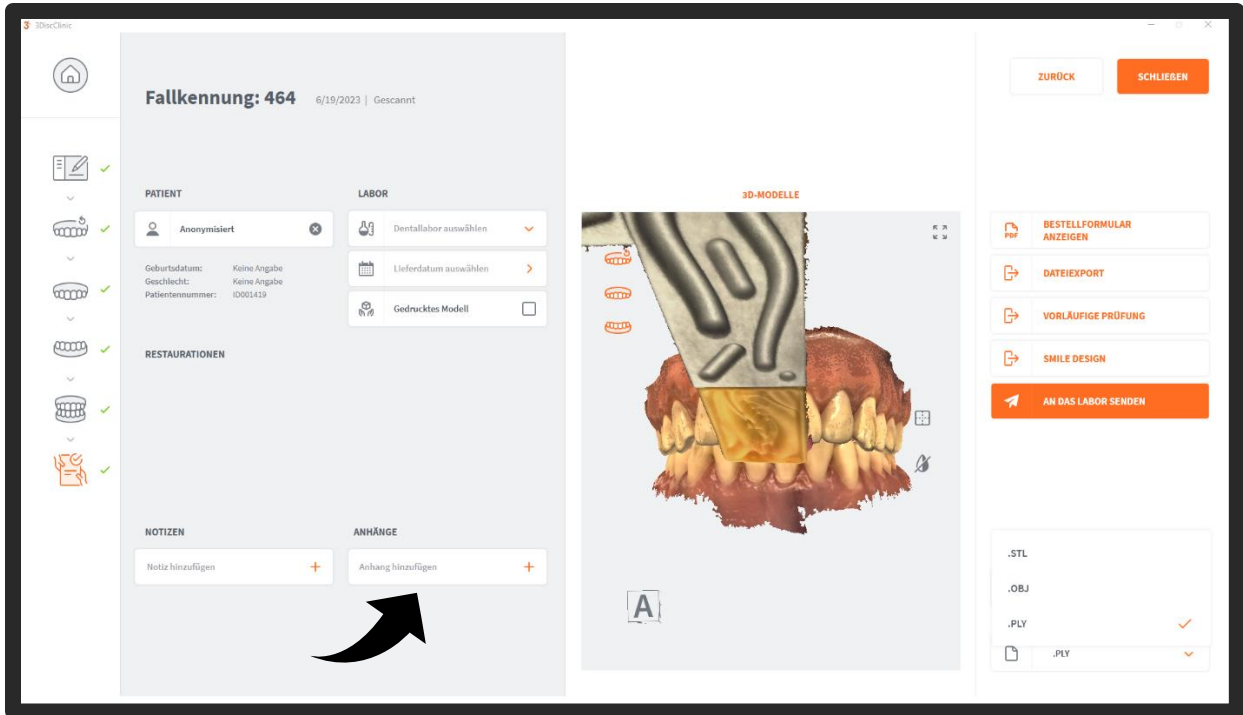 3DiscClinic
ZURÜCK
SCHLIEßEN
Fallkennung: 464 6/19/2023 | Gescannt
PATIENT
Anonymisiert
Geburtsdatum: Keine Angabe
Geschlecht: Keine Angabe
Patientennummer: ID001419
LABOR
Dentallabor auswählen
Lieferdatum auswählen
Gedrucktes Modell
RESTAURATIONEN
NOTIZEN
Notiz hinzufügen
ANHÄNGE
Anhang hinzufügen
3D-MODELLE
A
PDF
BESTELLFORMULAR
ANZEIGEN
DATEIEXPORT
VORLÄUFIGE PRÜFUNG
SMILE DESIGN
AN DAS LABOR SENDEN
.STL
.OBJ
.PLY
.PLY